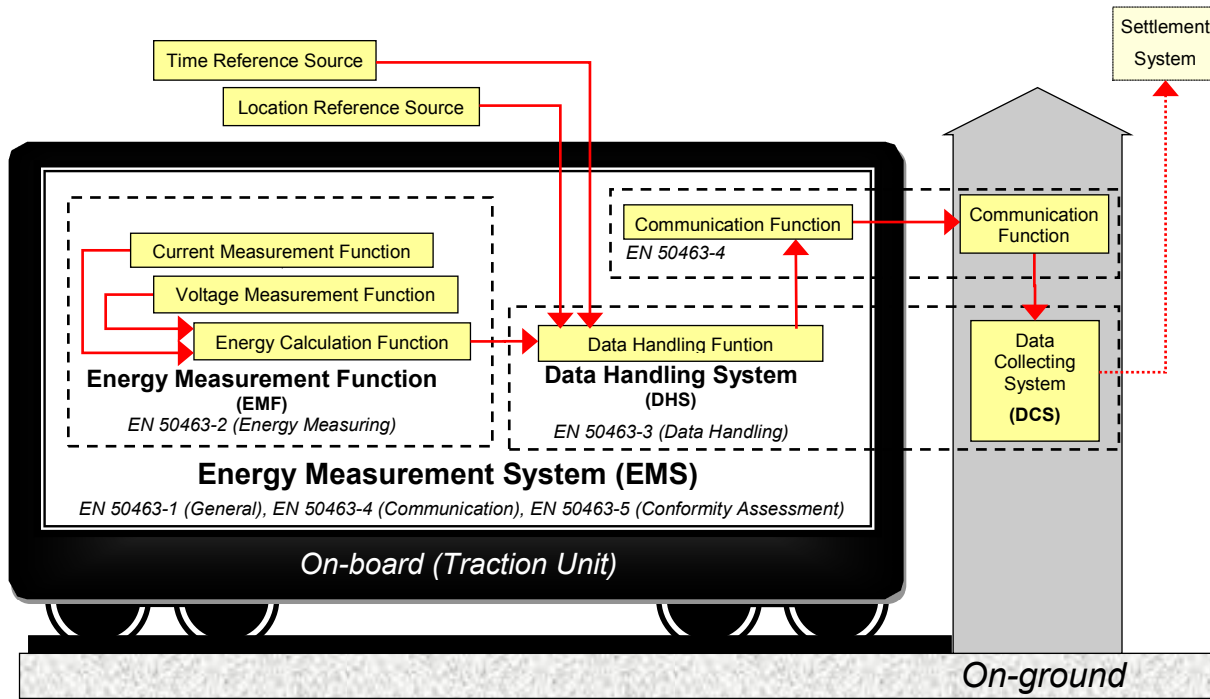 Settlement
System
Time Reference Source
Location Reference Source
Communication Function
EN 50463-4
Communication
Function
Current Measurement Function
Voltage Measurement Function
Energy Calculation Function
Energy Measurement Function
(EMF)
EN 50463-2 (Energy Measuring)
Data Handling Funtion
Data Handling System
(DHS)
EN 50463-3 (Data Handling)
Data
Collecting
System
(DCS)
Energy Measurement System (EMS)
EN 50463-1 (General), EN 50463-4 (Communication), EN 50463-5 (Conformity Assessment)
On-board (Traction Unit)
On-ground